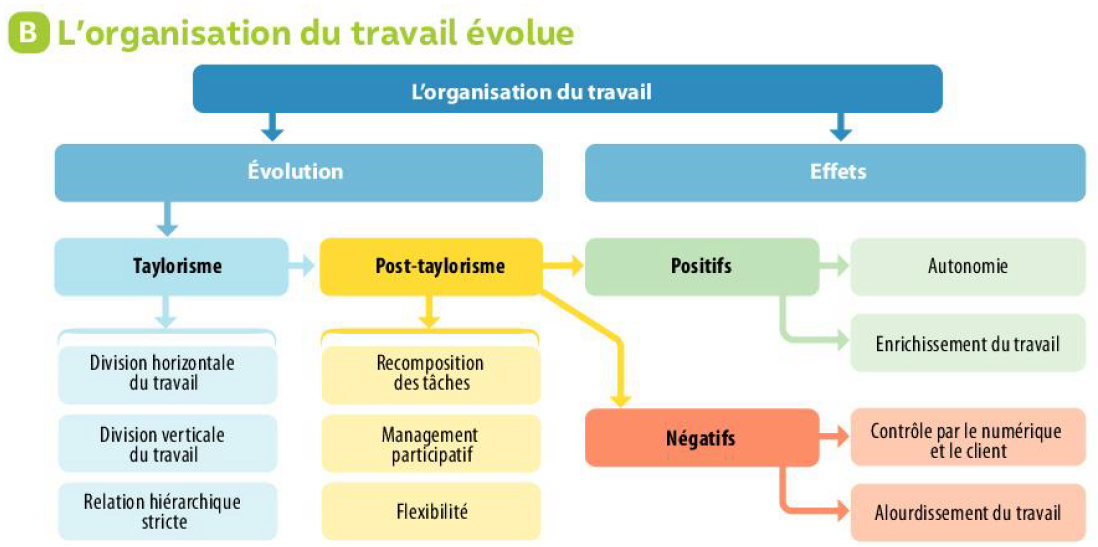 B L'organisation du travail évolue
L'organisation du travail
Évolution
Effets
Taylorisme
Post-taylorisme
Positifs
Autonomie
Enrichissement du travail
Division horizontale
du travail
Recomposition
des tâches
Division verticale
du travail
Management
participatif
Négatifs
Contrôle par le numérique
et le client
Relation hiérarchique
stricte
Flexibilité
Alourdissement du travail